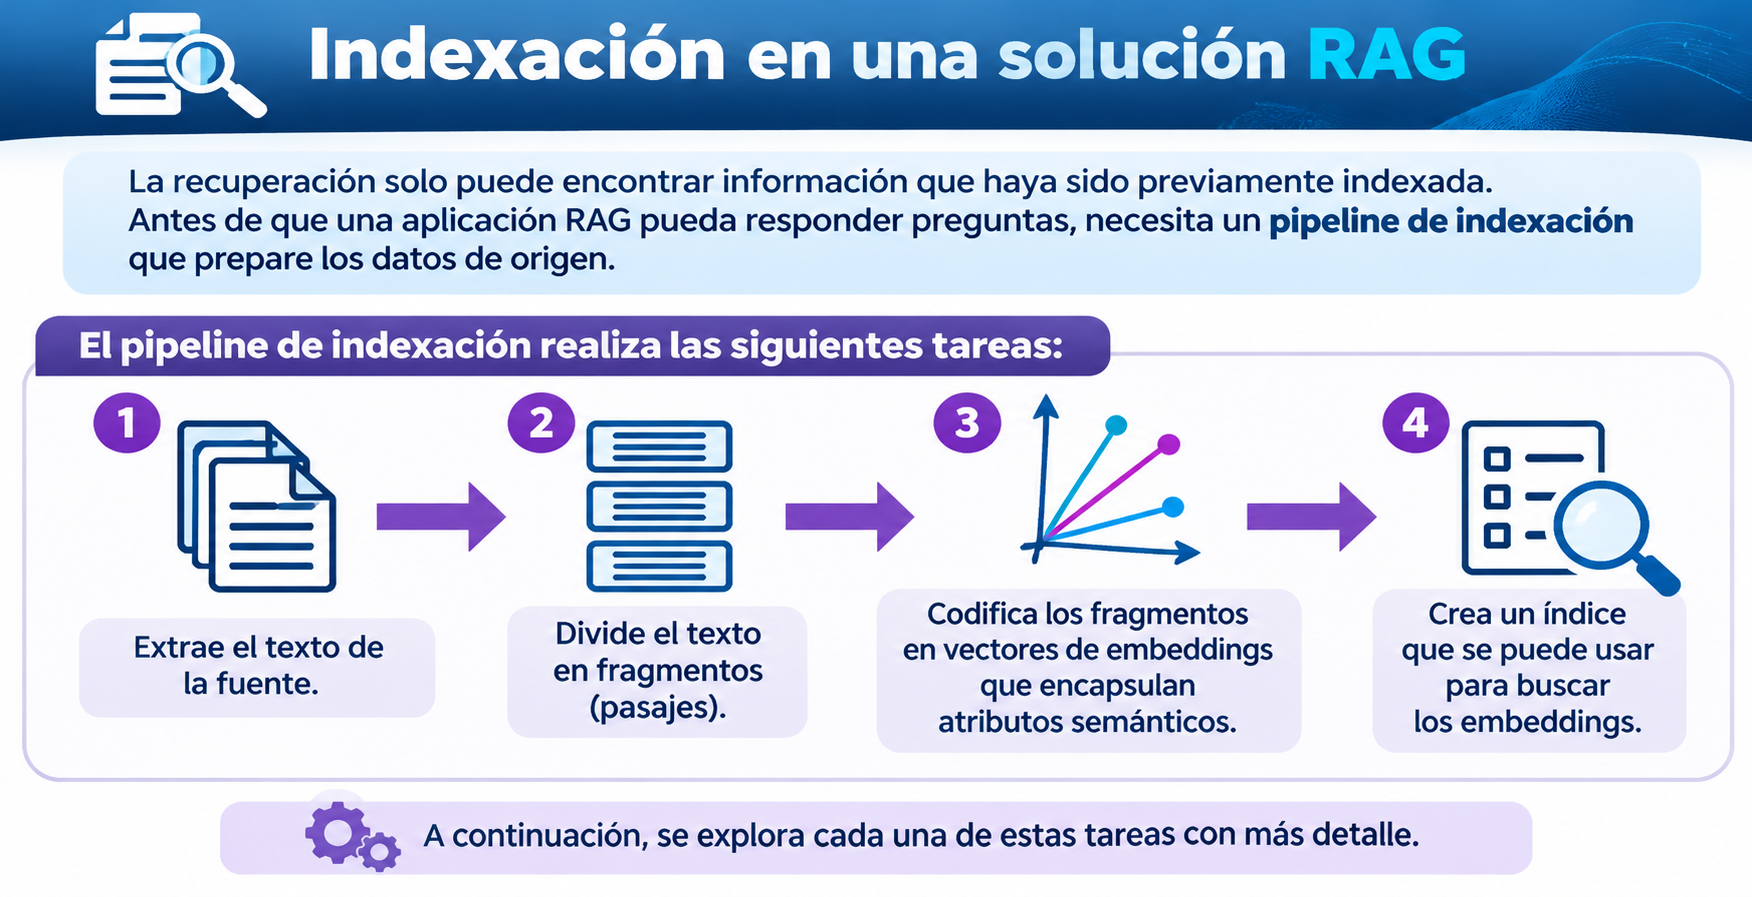 Indexación en una solución RAG
La recuperación solo puede encontrar información que haya sido previamente indexada.
Antes de que una aplicación RAG pueda responder preguntas, necesita un pipeline de indexación
que prepare los datos de origen.
El pipeline de indexación realiza las siguientes tareas:
1
Extrae el texto de
la fuente.
2
Divide el texto
en fragmentos
(pasajes).
3
Codifica los fragmentos
en vectores de embeddings
que encapsulan
atributos semánticos.
4
Crea un índice
que se puede usar
para buscar
los embeddings.
A continuación, se explora cada una de estas tareas con más detalle.